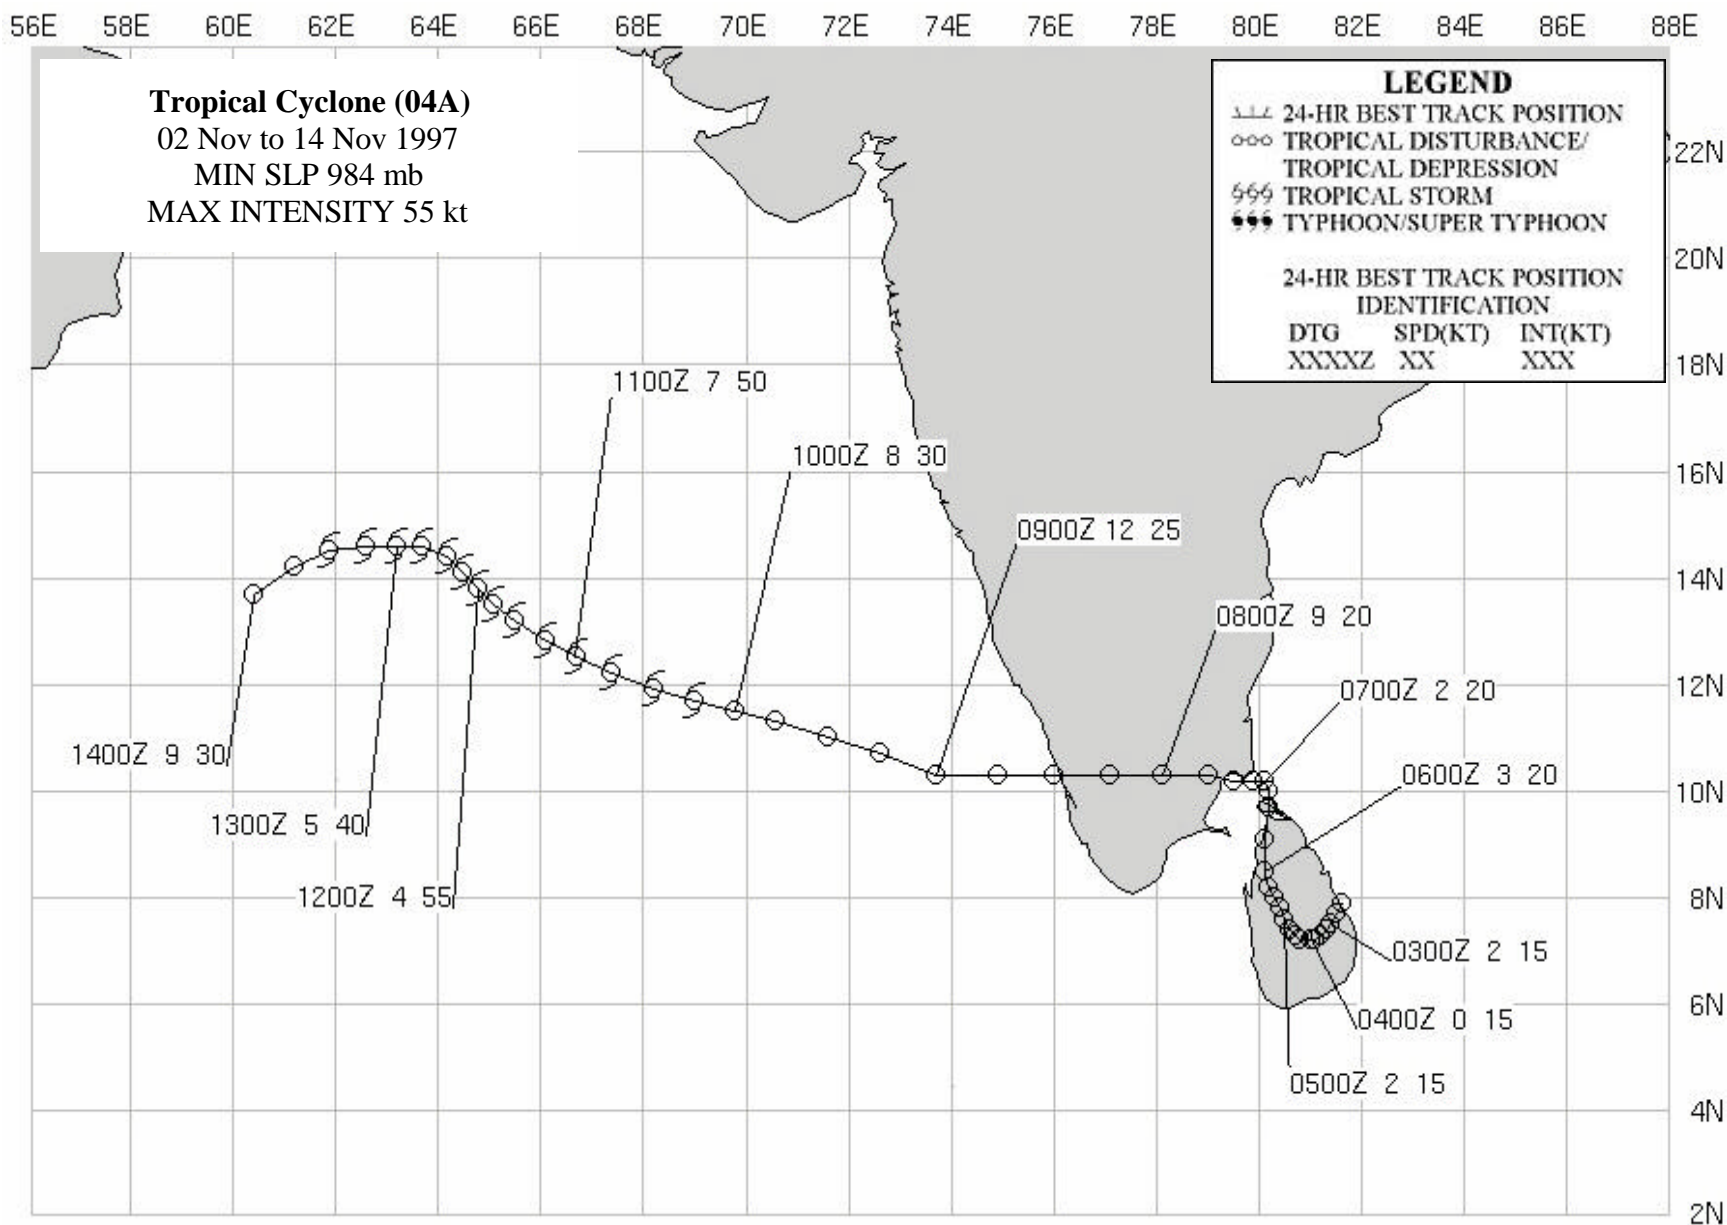 56E 58E 60E 62E 64E 66E 68E 70E 72E 74E 76E 78E 80E 82E 84E 86E 88E
Tropical Cyclone (04A)
02 Nov to 14 Nov 1997
MIN SLP 984 mb
MAX INTENSITY 55 kt
LEGEND
24-HR BEST TRACK POSITION
TROPICAL DISTURBANCE/
TROPICAL DEPRESSION
TROPICAL STORM
TYPHOON/SUPER TYPHOON
24-HR BEST TRACK POSITION
IDENTIFICATION
DTG SPD(KT) INT(KT)
XXXXZ XX XXX
22N
20N
18N
1100Z 7 50
1000Z 8 30
16N
0900Z 12 25
14N
0800Z 9 20
12N
0700Z 2 20
1400Z 9 30
0600Z 3 20
10N
1300Z 5 40
1200Z 4 55
8N
0300Z 2 15
6N
0400Z 0 15
0500Z 2 15
4N
2N